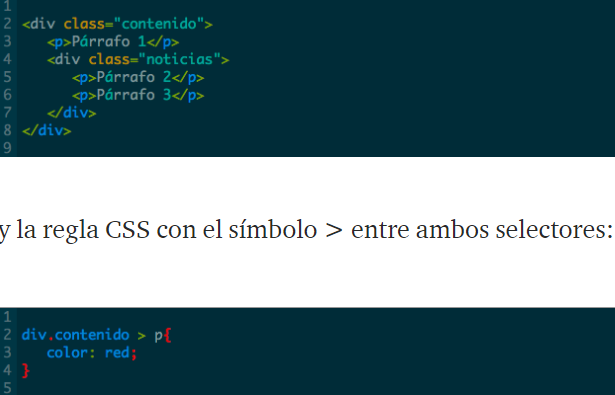 1
2 <div class="contenido">
3 <p>Párrafo 1</p>
4 <div class="noticias">
5 <p>Párrafo 2</p>
6 <p>Párrafo 3</p>
7 </div>
8 </div>
9
y la regla CSS con el símbolo > entre ambos selectores:
1
2 div.contenido > p{
3 color: red;
4 }
5